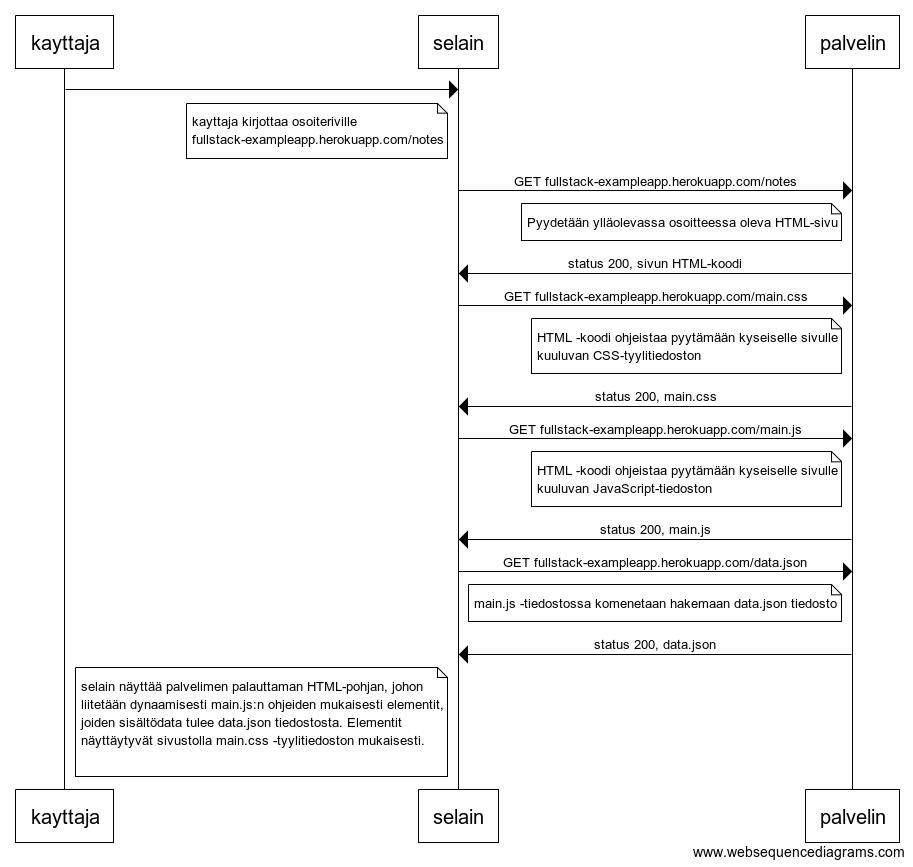 kayttaja
selain
palvelin
kayttaja kirjottaa osoiteriville
fullstack-exampleapp.herokuapp.com/notes
GET fullstack-exampleapp.herokuapp.com/notes
Pyydetään ylläolevassa osoitteessa oleva HTML-sivu
status 200, sivun HTML-koodi
GET fullstack-exampleapp.herokuapp.com/main.css
HTML -koodi ohjeistaa pyytämään kyseiselle sivulle
kuuluvan CSS-tyylitiedoston
status 200, main.css
GET fullstack-exampleapp.herokuapp.com/main.js
HTML -koodi ohjeistaa pyytämään kyseiselle sivulle
kuuluvan JavaScript-tiedoston
status 200, main.js
GET fullstack-exampleapp.herokuapp.com/data.json
main.js -tiedostossa komenetaan hakemaan data.json tiedosto
status 200, data.json
selain näyttää palvelimen palauttaman HTML-pohjan, johon
liitetään dynaamisesti main.js:n ohjeiden mukaisesti elementit,
joiden sisältödata tulee data.json tiedostosta. Elementit
näyttäytyvät sivustolla main.css -tyylitiedoston mukaisesti.
kayttaja
selain
palvelin
www.websequencediagrams.com